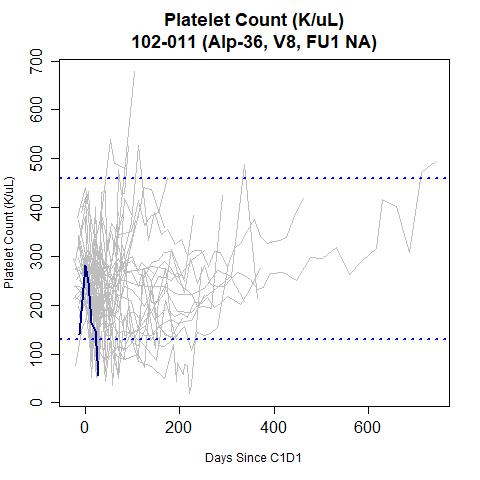 Platelet Count (K/uL)
102-011 (Alp-36, V8, FU1 NA)
Platelet Count (K/uL)
700
600
500
400
300
200
100
0
0 200 400 600
Days Since C1D1